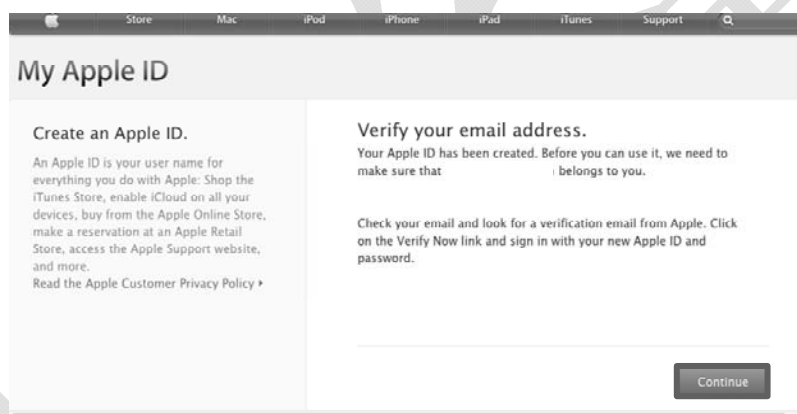 Store Mac iPod iPhone iPad iTunes Support
My Apple ID
Create an Apple ID.
An Apple ID is your user name for
everything you do with Apple: Shop the
iTunes Store, enable iCloud on all your
devices, buy from the Apple Online Store,
make a reservation at an Apple Retail
Store, access the Apple Support website,
and more.
Read the Apple Customer Privacy Policy ▸
Verify your email address.
Your Apple ID has been created. Before you can use it, we need to
make sure that belongs to you.
Check your email and look for a verification email from Apple. Click
on the Verify Now link and sign in with your new Apple ID and
password.
Continue